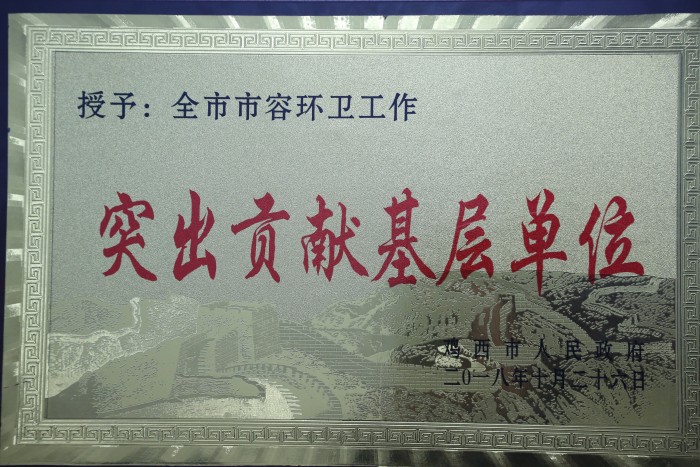 授予：全市市容环卫工作
突出贡献基层单位
鸡西市人民政府
二〇一八年十月二十六日